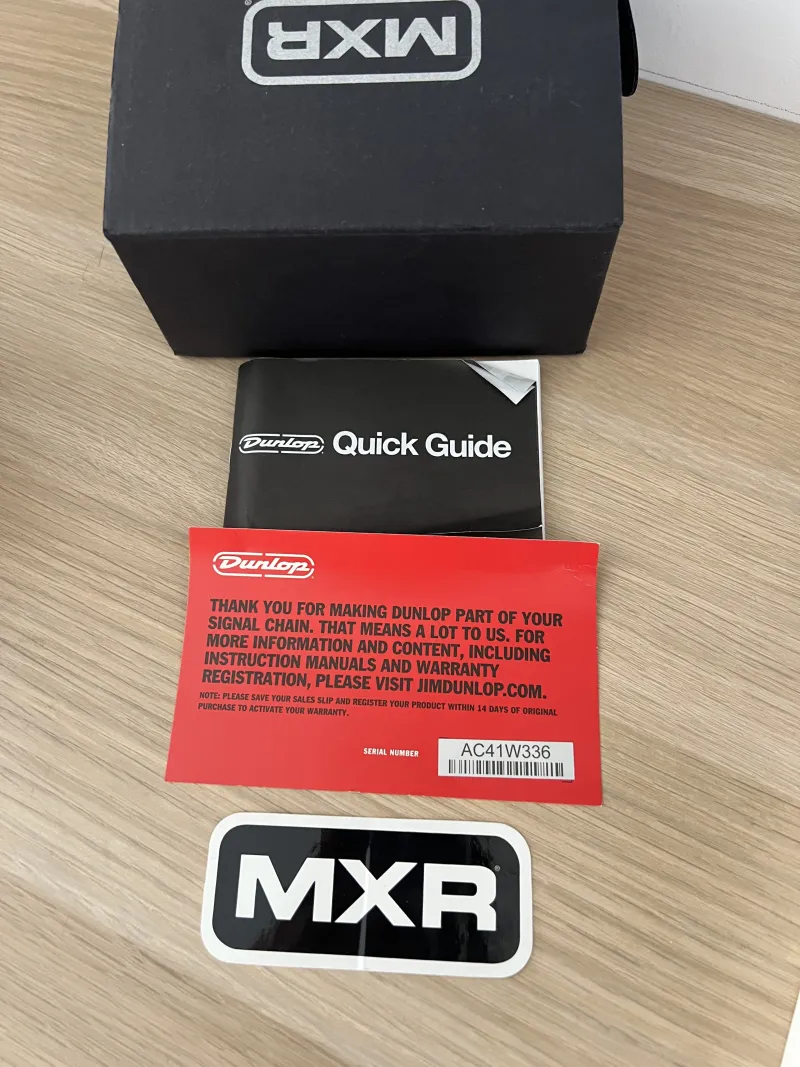 MXR
Dunlop Quick Guide
Dunlop
THANK YOU FOR MAKING DUNLOP PART OF YOUR
SIGNAL CHAIN. THAT MEANS A LOT TO US. FOR
MORE INFORMATION AND CONTENT, INCLUDING
INSTRUCTION MANUALS AND WARRANTY
REGISTRATION, PLEASE VISIT JIMDUNLOP.COM.
NOTE: PLEASE SAVE YOUR SALES SLIP AND REGISTER YOUR PRODUCT WITHIN 14 DAYS OF ORIGINAL
PURCHASE TO ACTIVATE YOUR WARRANTY.
SERIAL NUMBER AC41W336
MXR®